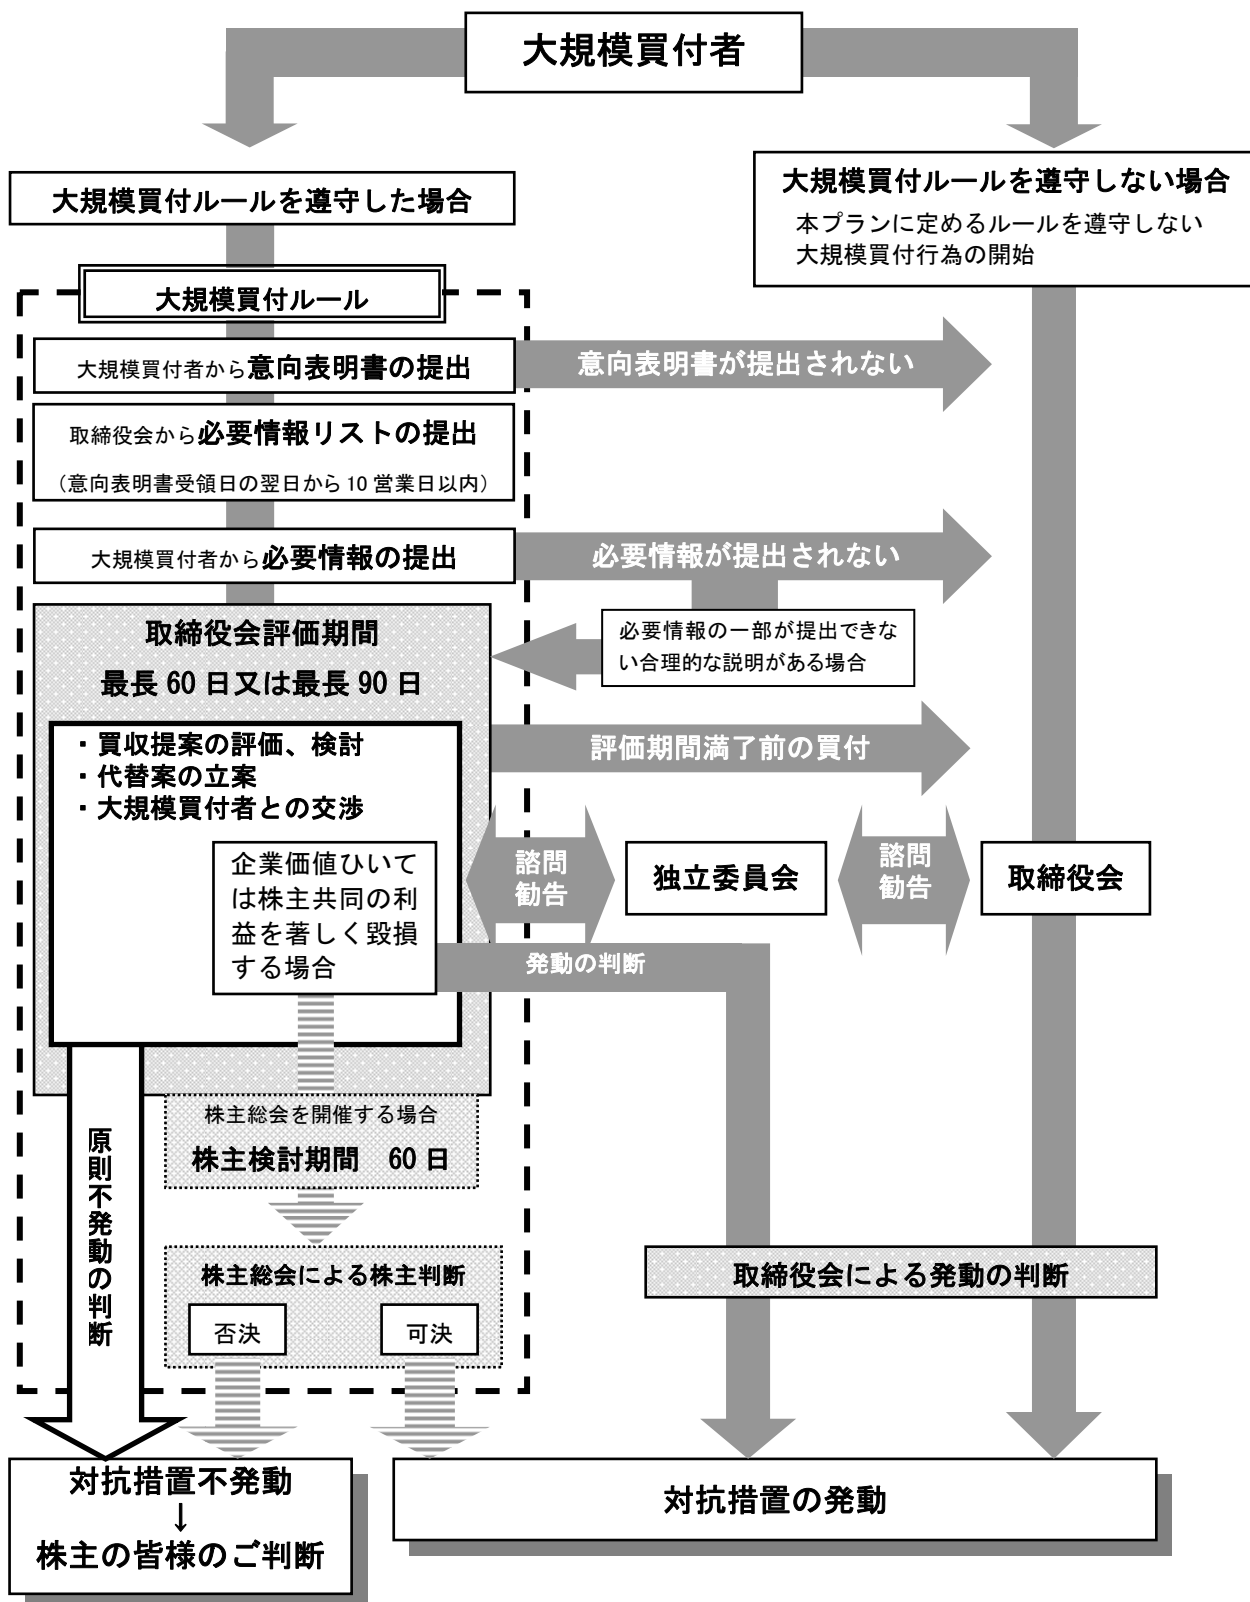 大規模買付者
大規模買付ルールを遵守した場合
大規模買付ルールを遵守しない場合
本プランに定めるルールを遵守しない
大規模買付行為の開始
大規模買付ルール
大規模買付者から意向表明書の提出
意向表明書が提出されない
取締役会から必要情報リストの提出
（意向表明書受領日の翌日から 10 営業日以内）
大規模買付者から必要情報の提出
必要情報が提出されない
必要情報の一部が提出できな
い合理的な説明がある場合
取締役会評価期間
最長 60 日又は最長 90 日
・買収提案の評価、検討
・代替案の立案
・大規模買付者との交渉
評価期間満了前の買付
企業価値ひいて
は株主共同の利
益を著しく毀損
する場合
諮問
勧告
独立委員会
諮問
勧告
取締役会
発動の判断
原則不発動の判断
株主総会を開催する場合
株主検討期間　60 日
株主総会による株主判断
否決
可決
取締役会による発動の判断
対抗措置不発動
↓
株主の皆様のご判断
対抗措置の発動